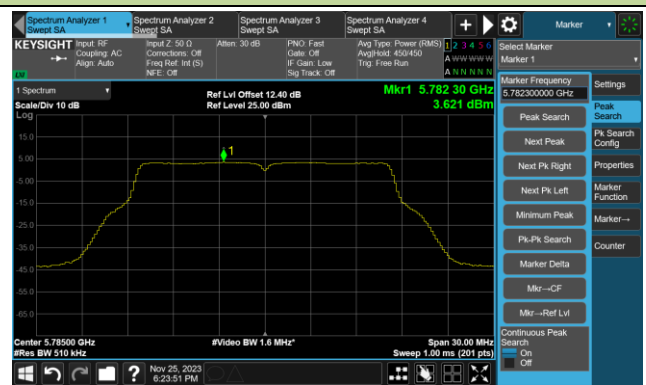 Spectrum Analyzer 1
Swept SA
Spectrum Analyzer 2
Swept SA
Spectrum Analyzer 3
Swept SA
Spectrum Analyzer 4
Swept SA
+
Marker
KEYSIGHT
LVI
Input: RF
Coupling: AC
Align: Auto
Input Z: 50 Ω
Corrections: Off
Freq Ref: Int (S)
NFE: Off
Atten: 30 dB
PNO: Fast
Gate: Off
IF Gain: Low
Sig Track: Off
Avg Type: Power (RMS)
Avg|Hold: 450/450
Trig: Free Run
1 2 3 4 5 6
A W W W W W
A N N N N N
Select Marker
Marker 1
1 Spectrum
Scale/Div 10 dB
Log
Ref Lvl Offset 12.40 dB
Ref Level 25.00 dBm
Mkr1 5.782 30 GHz
3.621 dBm
15.0
5.00
-5.00
-15.0
-25.0
-35.0
-45.0
-55.0
-65.0
1
Center 5.78500 GHz
#Res BW 510 kHz
#Video BW 1.6 MHz*
Span 30.00 MHz
Sweep 1.00 ms (201 pts)
Marker Frequency
5.782300000 GHz
Peak Search
Next Peak
Next Pk Right
Next Pk Left
Minimum Peak
Pk-Pk Search
Marker Delta
Mkr→CF
Mkr→Ref Lvl
Continuous Peak
Search
On
Off
Settings
Peak
Search
Pk Search
Config
Properties
Marker
Function
Marker→
Counter
?
Nov 25, 2023
6:23:51 PM